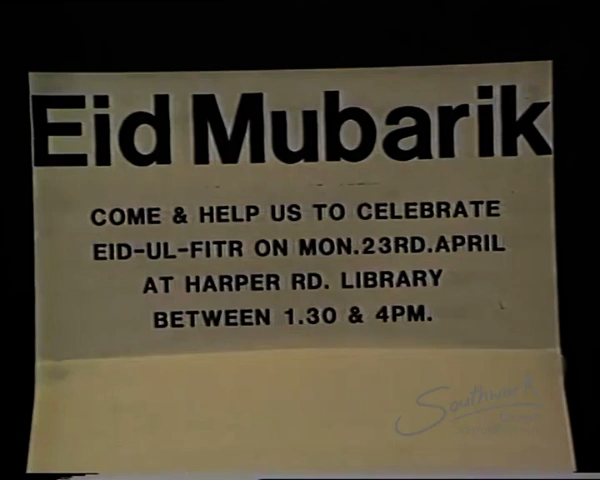 Eid Mubarik
COME & HELP US TO CELEBRATE
EID-UL-FITR ON MON.23RD.APRIL
AT HARPER RD. LIBRARY
BETWEEN 1.30 & 4PM.
Southwark